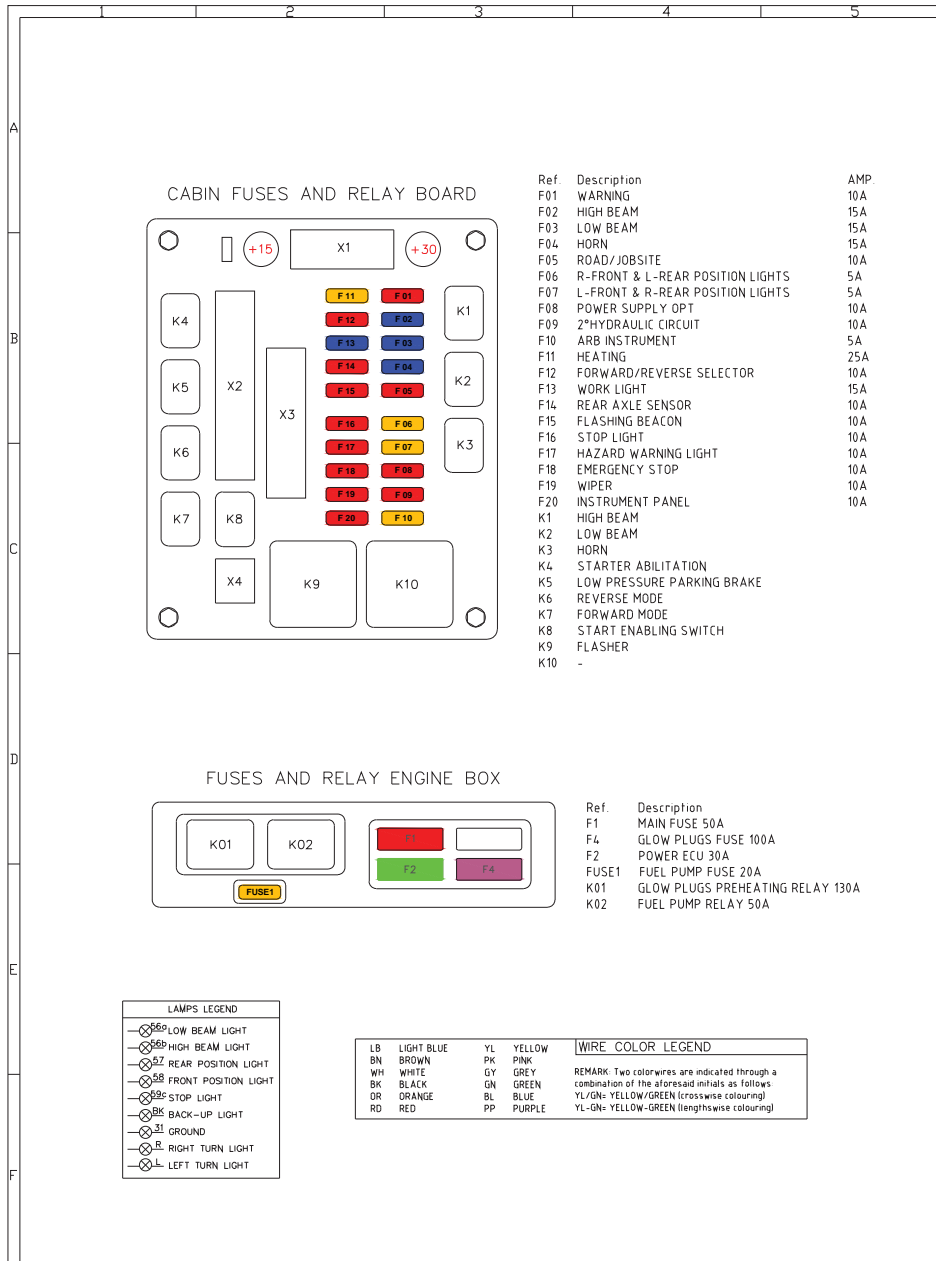 1 2 3 4 5
A
B
C
D
E
F
CABIN FUSES AND RELAY BOARD
+15 X1 +30
F 11 F 01
F 12 F 02
F 13 F 03
F 14 F 04
F 15 F 05
F 16 F 06
F 17 F 07
F 18 F 08
F 19 F 09
F 20 F 10
K4 K1
K5 X2 K2
X3
K6 K3
K7 K8
X4 K9 K10
Ref. Description AMP.
F01 WARNING 10A
F02 HIGH BEAM 15A
F03 LOW BEAM 15A
F04 HORN 15A
F05 ROAD/JOBSITE 10A
F06 R-FRONT & L-REAR POSITION LIGHTS 5A
F07 L-FRONT & R-REAR POSITION LIGHTS 5A
F08 POWER SUPPLY OPT 10A
F09 2°HYDRAULIC CIRCUIT 10A
F10 ARB INSTRUMENT 5A
F11 HEATING 25A
F12 FORWARD/REVERSE SELECTOR 10A
F13 WORK LIGHT 15A
F14 REAR AXLE SENSOR 10A
F15 FLASHING BEACON 10A
F16 STOP LIGHT 10A
F17 HAZARD WARNING LIGHT 10A
F18 EMERGENCY STOP 10A
F19 WIPER 10A
F20 INSTRUMENT PANEL 10A
K1 HIGH BEAM
K2 LOW BEAM
K3 HORN
K4 STARTER ABILITATION
K5 LOW PRESSURE PARKING BRAKE
K6 REVERSE MODE
K7 FORWARD MODE
K8 START ENABLING SWITCH
K9 FLASHER
K10 -
FUSES AND RELAY ENGINE BOX
K01 K02 F1
F2 F4
FUSE1
Ref. Description
F1 MAIN FUSE 50A
F4 GLOW PLUGS FUSE 100A
F2 POWER ECU 30A
FUSE1 FUEL PUMP FUSE 20A
K01 GLOW PLUGS PREHEATING RELAY 130A
K02 FUEL PUMP RELAY 50A
LAMPS LEGEND
56a LOW BEAM LIGHT
56b HIGH BEAM LIGHT
57 REAR POSITION LIGHT
58 FRONT POSITION LIGHT
59c STOP LIGHT
BK BACK-UP LIGHT
31 GROUND
R RIGHT TURN LIGHT
L LEFT TURN LIGHT
LB LIGHT BLUE YL YELLOW
BN BROWN PK PINK
WH WHITE GY GREY
BK BLACK GN GREEN
OR ORANGE BL BLUE
RD RED PP PURPLE
WIRE COLOR LEGEND
REMARK: Two colorwires are indicated through a
combination of the aforesaid initials as follows:
YL/GN= YELLOW/GREEN (crosswise colouring)
YL-GN= YELLOW-GREEN (lengthswise colouring)